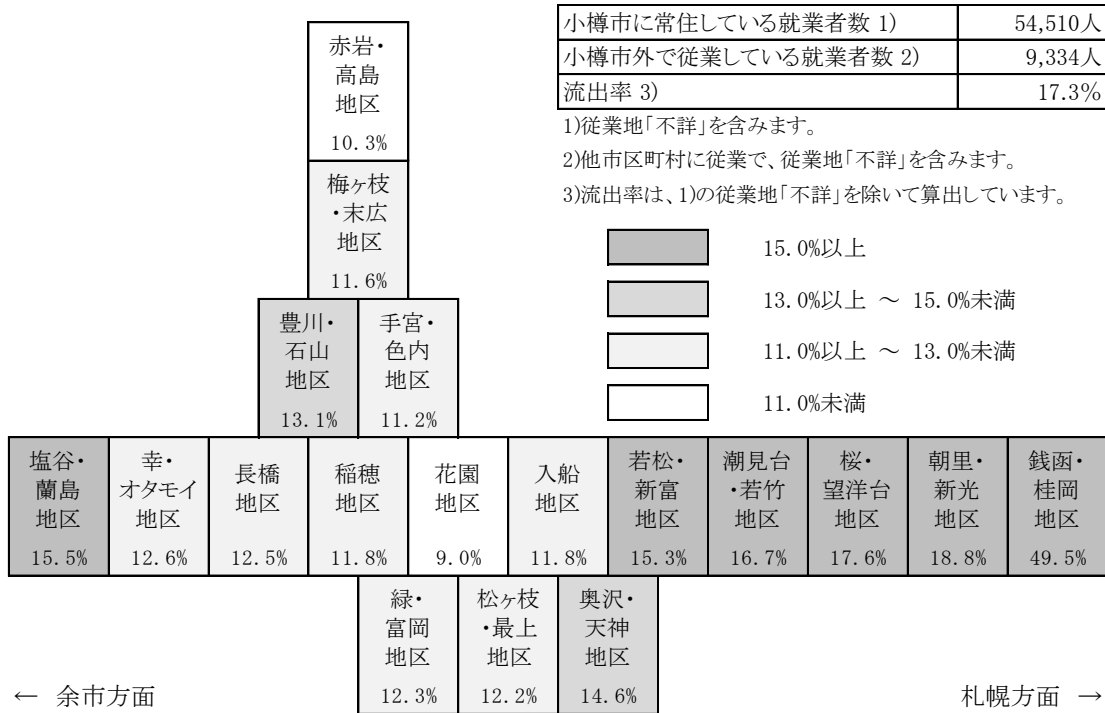 小樽市に常住している就業者数 1) 54,510人
小樽市外で従業している就業者数 2) 9,334人
流出率 3) 17.3%
1)従業地「不詳」を含みます。
2)他市区町村に従業で、従業地「不詳」を含みます。
3)流出率は、1)の従業地「不詳」を除いて算出しています。
15.0%以上
13.0%以上 ～ 15.0%未満
11.0%以上 ～ 13.0%未満
11.0%未満
赤岩・
高島
地区
10.3%
梅ヶ枝
・末広
地区
11.6%
豊川・
石山
地区
13.1%
手宮・
色内
地区
11.2%
塩谷・
蘭島
地区
15.5%
幸・
オタモイ
地区
12.6%
長橋
地区
12.5%
稲穂
地区
11.8%
花園
地区
9.0%
入船
地区
11.8%
若松・
新富
地区
15.3%
潮見台
・若竹
地区
16.7%
桜・
望洋台
地区
17.6%
朝里・
新光
地区
18.8%
銭函・
桂岡
地区
49.5%
緑・
富岡
地区
12.3%
松ヶ枝
・最上
地区
12.2%
奥沢・
天神
地区
14.6%
← 余市方面
札幌方面 →